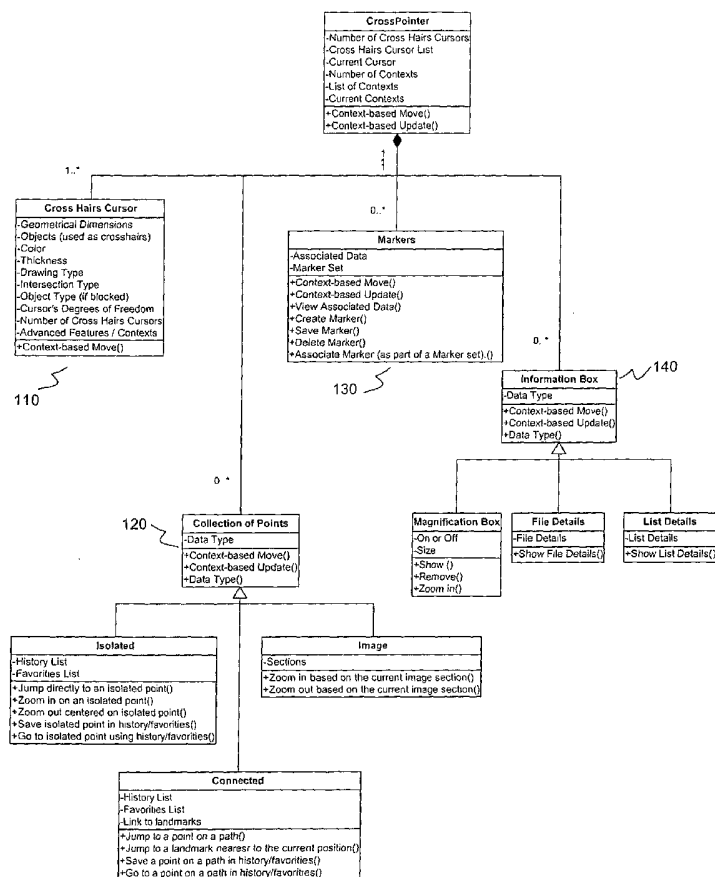 CrossPointer
-Number of Cross Hairs Cursors
-Cross Hairs Cursor List
-Current Cursor
-Number of Contexts
-List of Contexts
-Current Contexts
+Context-based Move()
+Context-based Update()
1
1
1..*
0..*
0..*
0..*
Cross Hairs Cursor
-Geometrical Dimensions
-Objects (used as crosshairs)
-Color
-Thickness
-Drawing Type
-Intersection Type
-Object Type (if blocked)
-Cursor's Degrees of Freedom
-Number of Cross Hairs Cursors
-Advanced Features / Contexts
+Context-based Move()
110
Markers
-Associated Data
-Marker Set
+Context-based Move()
+Context-based Update()
+View Associated Data()
+Create Marker()
+Save Marker()
+Delete Marker()
+Associate Marker (as part of a Marker set).()
130
Information Box
-Data Type
+Context-based Move()
+Context-based Update()
+Data Type()
140
Magnification Box
-On or Off
-Size
+Show ()
+Remove()
+Zoom in()
File Details
-File Details
+Show File Details()
List Details
-List Details
+Show List Details()
120
Collection of Points
-Data Type
+Context-based Move()
+Context-based Update()
+Data Type()
Isolated
-History List
-Favorities List
+Jump directly to an isolated point()
+Zoom in on an isolated point()
+Zoom out centered on isolated point()
+Save isolated point in history/favorities()
+Go to isolated point using history/favorities()
Image
-Sections
+Zoom in based on the current image section()
+Zoom out based on the current image section()
Connected
-History List
-Favorities List
-Link to landmarks
+Jump to a point on a path()
+Jump to a landmark nearesr to the current position()
+Save a point on a path in history/favorities()
+Go to a point on a path in history/favorities()